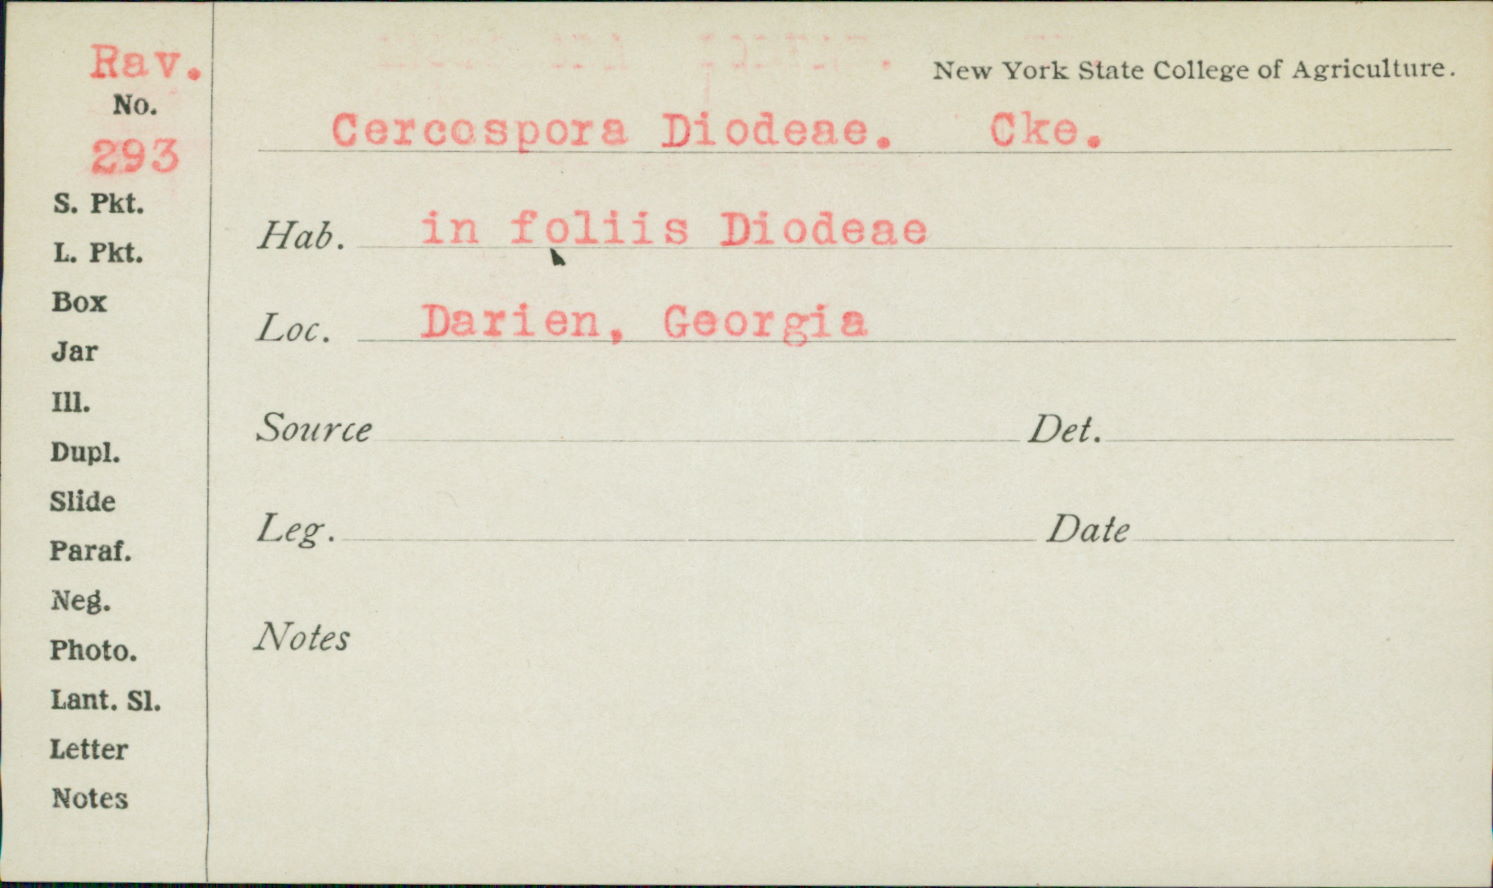 Rav.
No.
293
S. Pkt.
L. Pkt.
Box
Jar
Ill.
Dupl.
Slide
Paraf.
Neg.
Photo.
Lant. Sl.
Letter
Notes
New York State College of Agriculture.
Cercospora Diodeae. Cke.
Hab. in foliis Diodeae
Loc. Darien, Georgia
Source Det.
Leg. Date
Notes